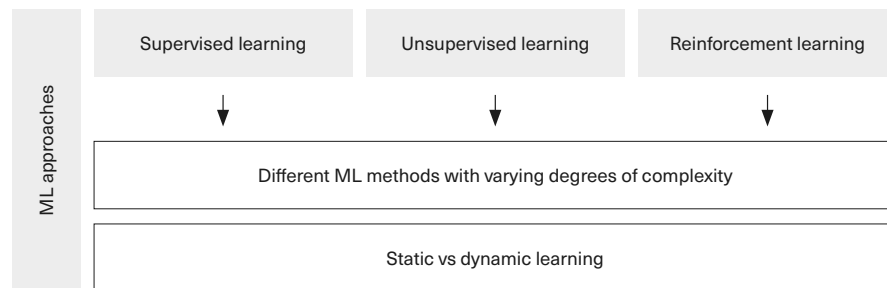 ML approaches
Supervised learning
Unsupervised learning
Reinforcement learning
Different ML methods with varying degrees of complexity
Static vs dynamic learning